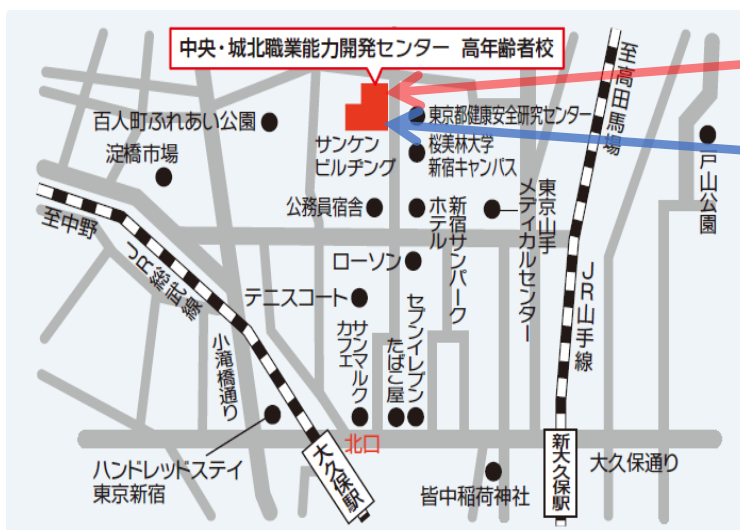 中央・城北職業能力開発センター 高年齢者校
至高田馬場
百人町ふれあい公園
東京都健康安全研究センター
淀橋市場
サンケン
ビルヂング
桜美林大学
新宿キャンパス
戸山公園
至中野
公務員宿舎
新宿サンパーク
ホテル
東京山手
メディカルセンター
JR総武線
ローソン
JR山手線
テニスコート
小滝橋通り
サンマルク
カフェ
たばこ屋
セブンイレブン
北口
ハンドレッドステイ
東京新宿
大久保駅
皆中稲荷神社
新大久保駅
大久保通り